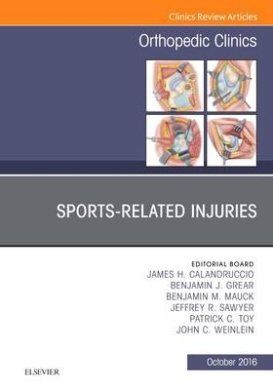 Clinics Review Articles
Orthopedic Clinics
SPORTS-RELATED INJURIES
EDITORIAL BOARD
JAMES H. CALANDRUCCIO
BENJAMIN J. GREAR
BENJAMIN M. MAUCK
JEFFREY R. SAWYER
PATRICK C. TOY
JOHN C. WEINLEIN
ELSEVIER
October 2016